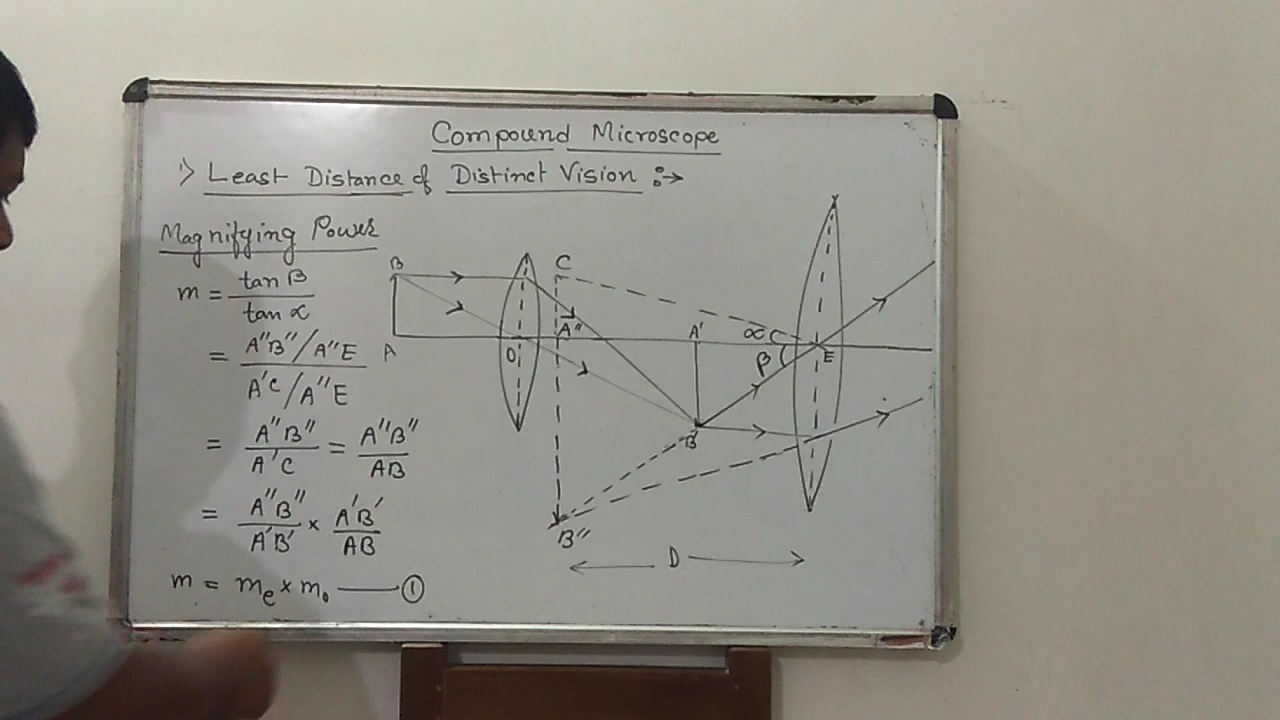 Compound Microscope
> Least Distance of Distinct Vision :→
Magnifying Power
m = tan β / tan α
= A"B"/A"E / A'C/A"E
= A"B" / A'C = A"B" / AB
= A"B" / A'B' × A'B' / AB
m = me × mo —— ①
B
C
A
O
A"
A'
α
β
E
B'
B"
D